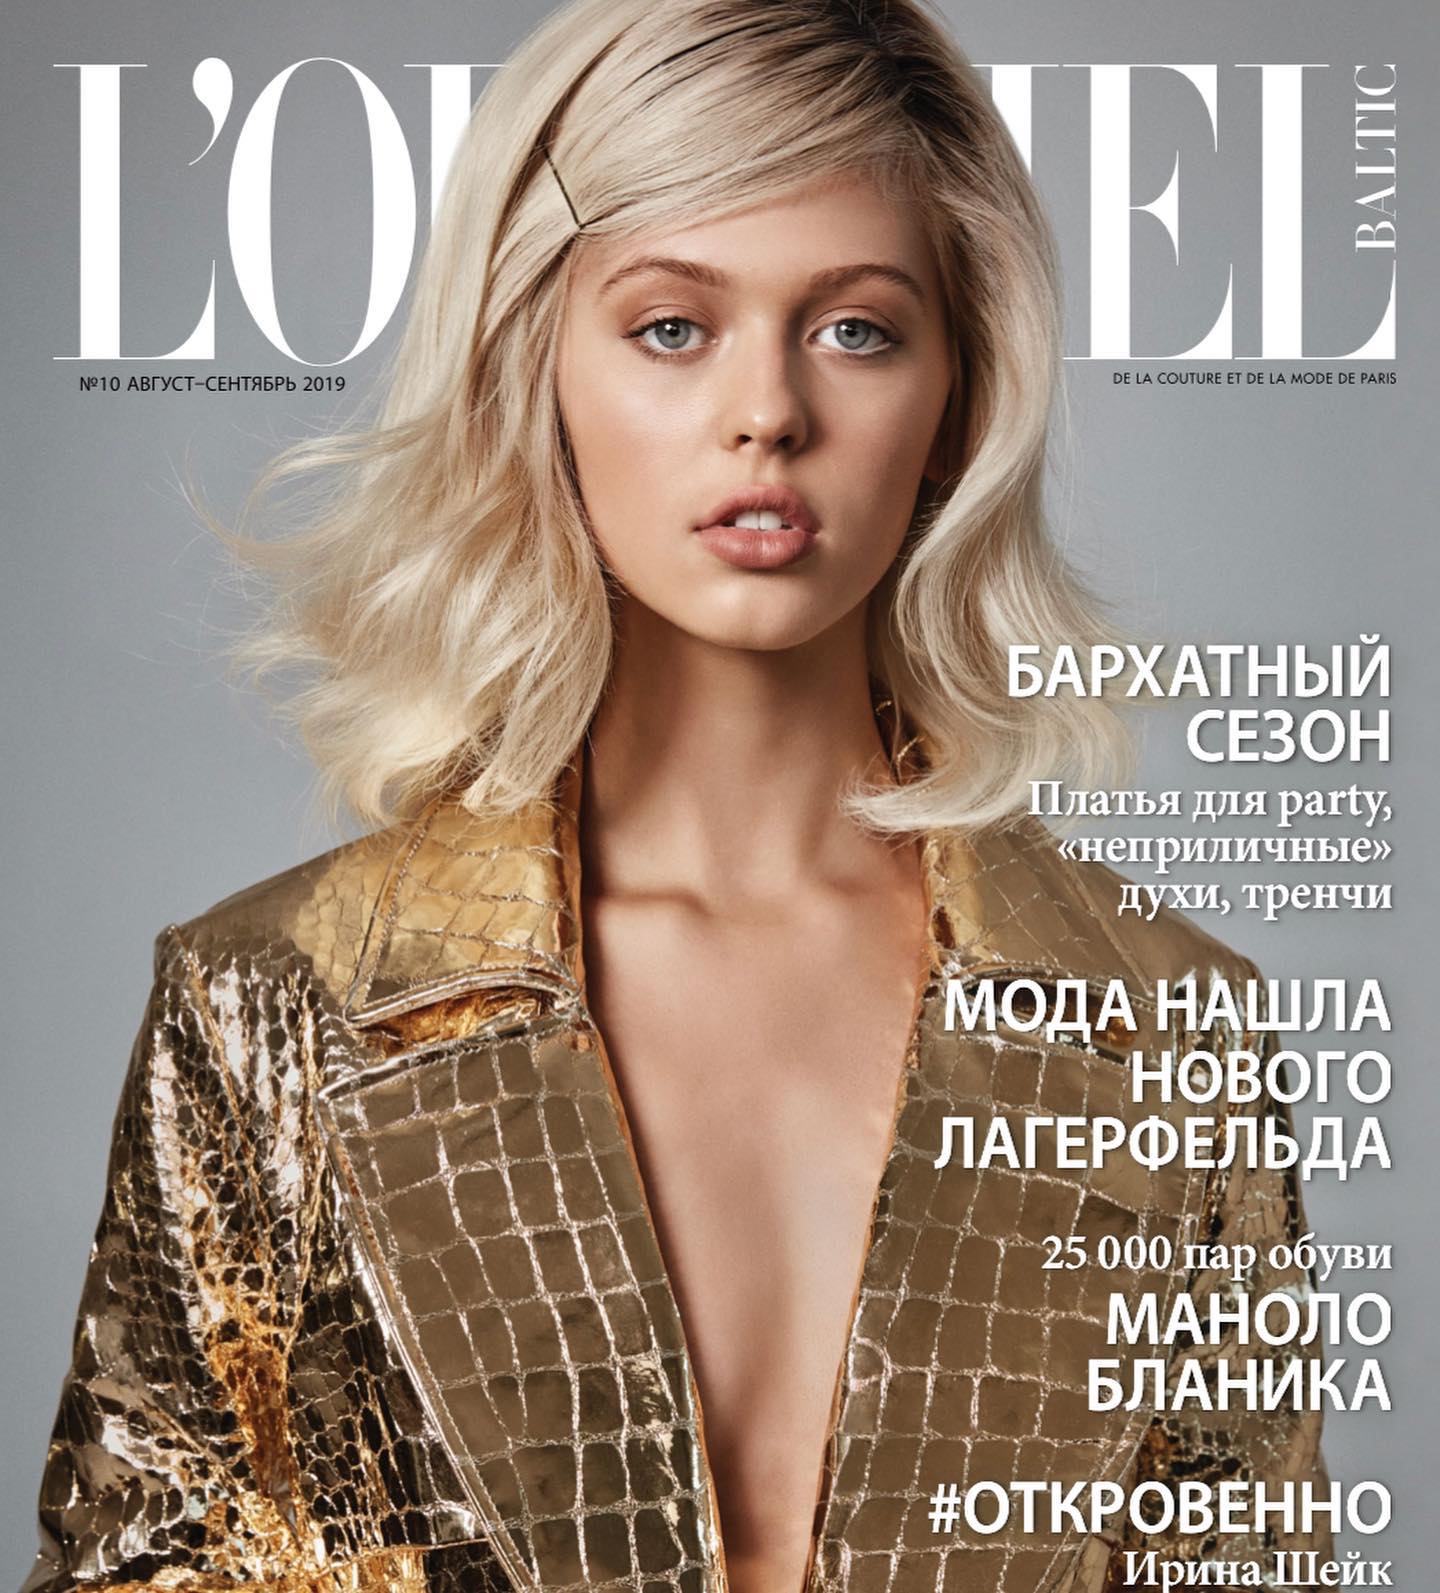 L'O EL
BALTIC
№10 АВГУСТ–СЕНТЯБРЬ 2019
DE LA COUTURE ET DE LA MODE DE PARIS
БАРХАТНЫЙ
СЕЗОН
Платья для party,
«неприличные»
духи, тренчи
МОДА НАШЛА
НОВОГО
ЛАГЕРФЕЛЬДА
25 000 пар обуви
МАНОЛО
БЛАНИКА
#ОТКРОВЕННО
Ирина Шейк